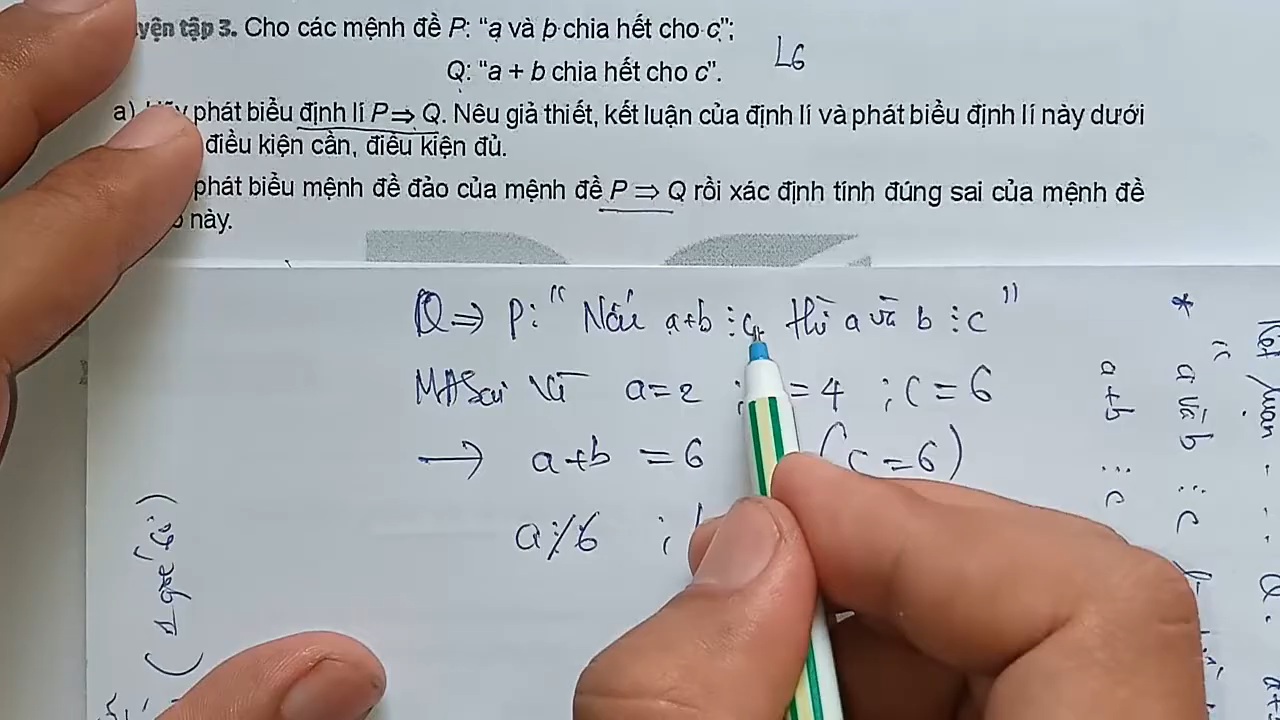 yện tập 3. Cho các mệnh đề P: “a và b chia hết cho c”;
Q: “a + b chia hết cho c”.
L6
a) phát biểu định lí P ⇒ Q. Nêu giả thiết, kết luận của định lí và phát biểu định lí này dưới
điều kiện cần, điều kiện đủ.
phát biểu mệnh đề đảo của mệnh đề P ⇒ Q rồi xác định tính đúng sai của mệnh đề
này.
Q ⇒ P: “ Nếu a+b ⋮ c thì a và b ⋮ c ”
MĐ Sai vì a = 2 ; = 4 ; c = 6
→ a+b = 6 (c = 6)
a ⋮̸ 6 ;
* a và b ⋮ c
a+b ⋮ c